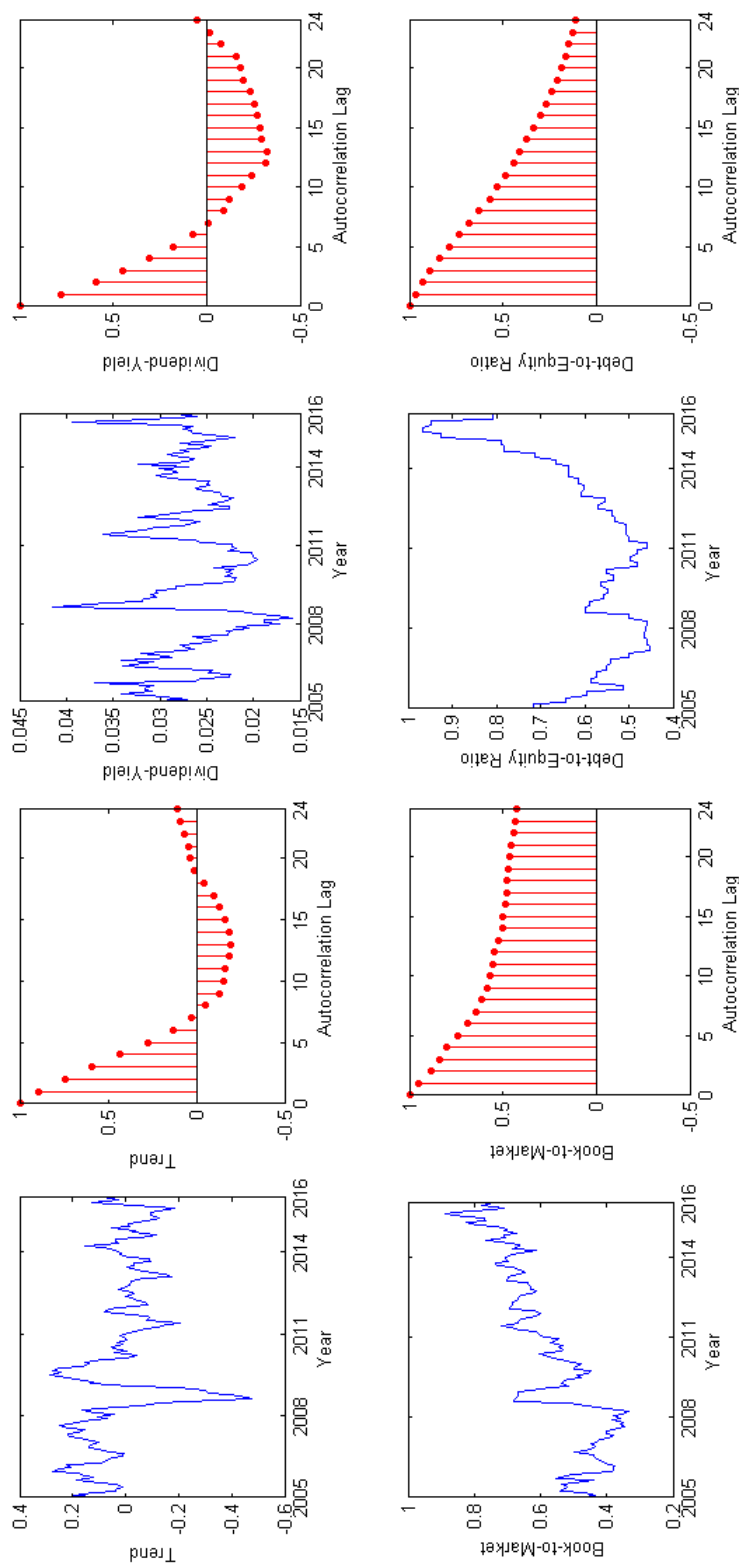 Trend
0.4
0.2
0
-0.2
-0.4
-0.6
2005 2008 2011 2014 2016
Year
Trend
1
0.5
0
-0.5
0 5 10 15 20 24
Autocorrelation Lag
Dividend-Yield
0.045
0.04
0.035
0.03
0.025
0.02
0.015
2005 2008 2011 2014 2016
Year
Dividend-Yield
1
0.5
0
-0.5
0 5 10 15 20 24
Autocorrelation Lag
Book-to-Market
1
0.8
0.6
0.4
0.2
2005 2008 2011 2014 2016
Year
Book-to-Market
1
0.5
0
-0.5
0 5 10 15 20 24
Autocorrelation Lag
Debt-to-Equity Ratio
1
0.9
0.8
0.7
0.6
0.5
0.4
2005 2008 2011 2014 2016
Year
Debt-to-Equity Ratio
1
0.5
0
-0.5
0 5 10 15 20 24
Autocorrelation Lag